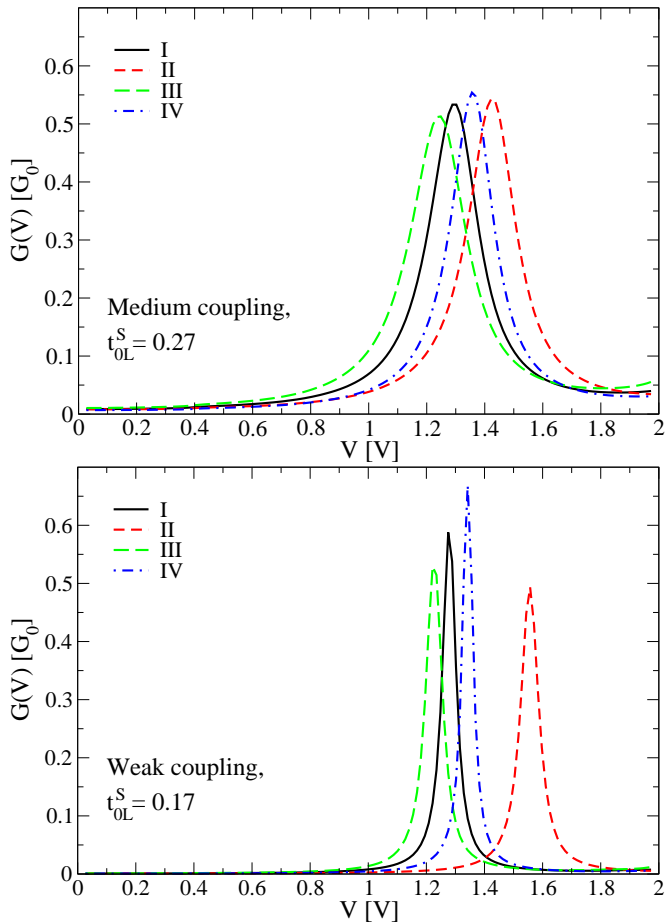 0.6
0.5
0.4
0.3
0.2
0.1
0
G(V) [G₀]
I
II
III
IV
Medium coupling,
t_{0L}^{S} = 0.27
0 0.2 0.4 0.6 0.8 1 1.2 1.4 1.6 1.8 2
V [V]
0.6
0.5
0.4
0.3
0.2
0.1
0
G(V) [G₀]
I
II
III
IV
Weak coupling,
t_{0L}^{S} = 0.17
0 0.2 0.4 0.6 0.8 1 1.2 1.4 1.6 1.8 2
V [V]